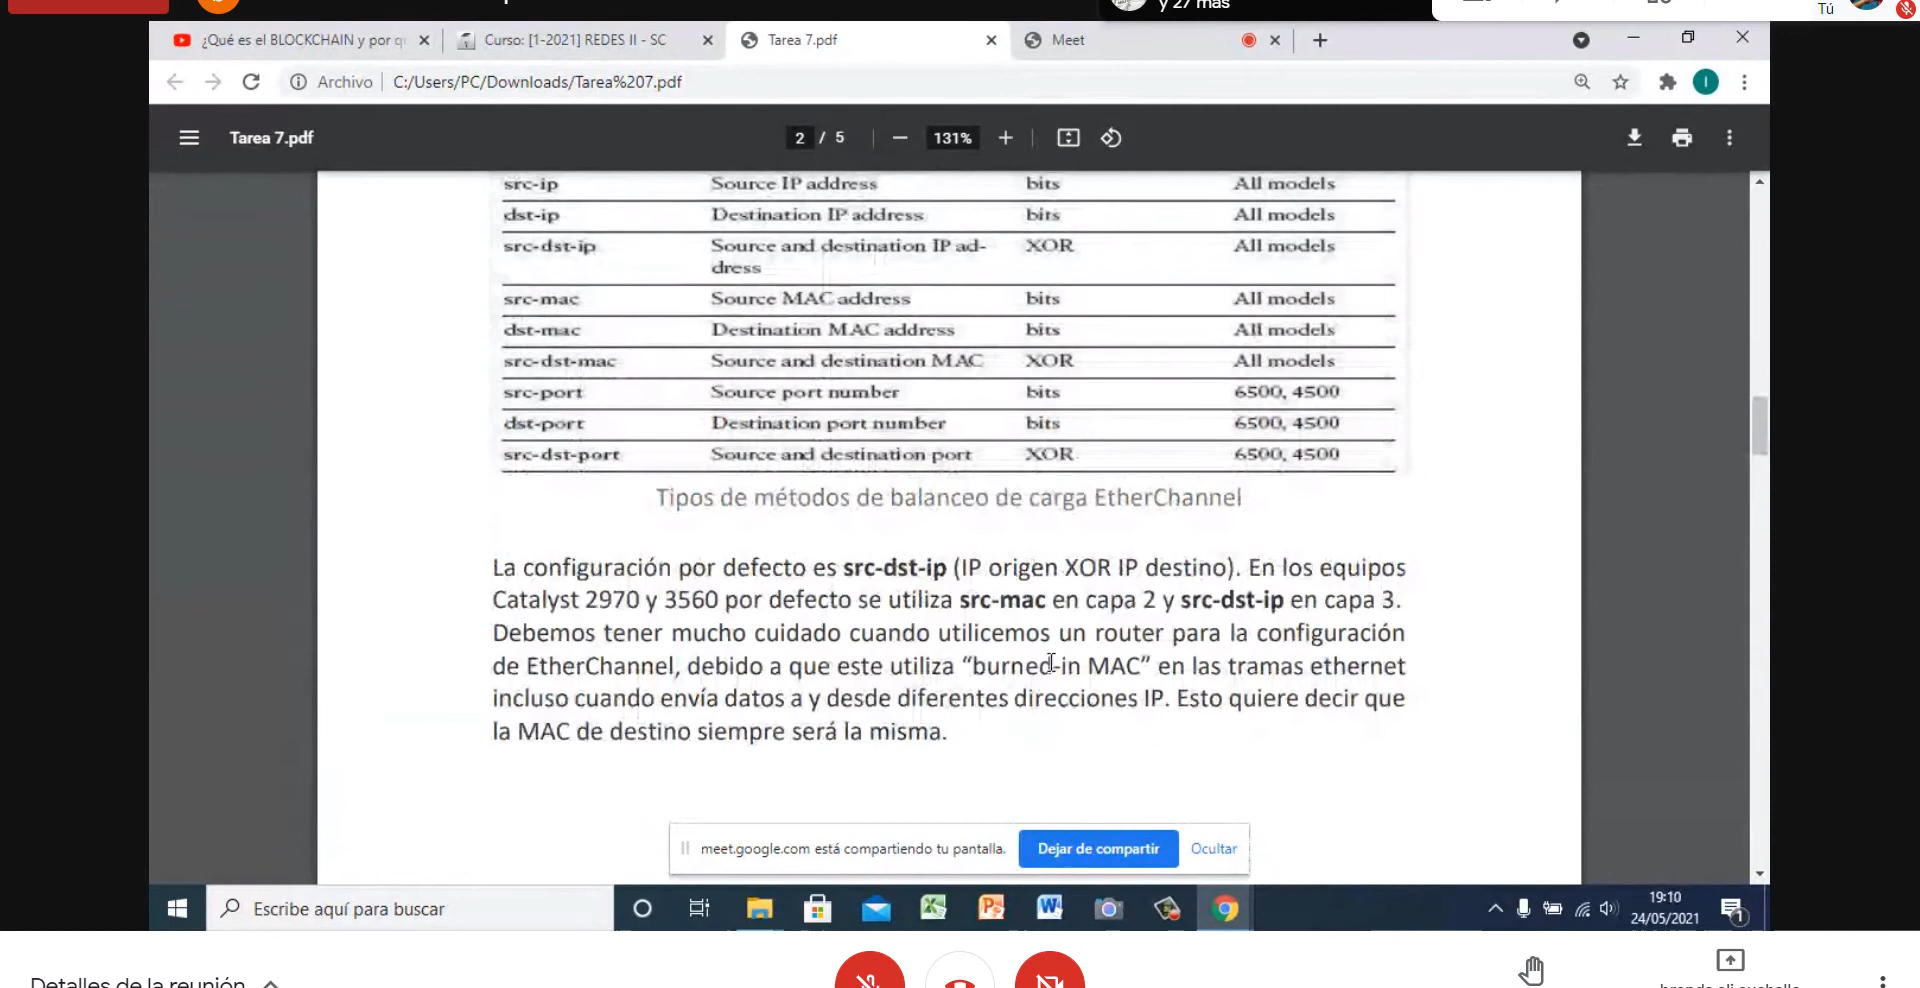 y 27 más
Tú
¿Qué es el BLOCKCHAIN y por qu
Curso: [1-2021] REDES II - SC
Tarea 7.pdf
Meet
Archivo
C:/Users/PC/Downloads/Tarea%207.pdf
I
Tarea 7.pdf
2 / 5
131%
src-ip Source IP address bits All models
dst-ip Destination IP address bits All models
src-dst-ip Source and destination IP ad- XOR All models
dress
src-mac Source MAC address bits All models
dst-mac Destination MAC address bits All models
src-dst-mac Source and destination MAC XOR All models
src-port Source port number bits 6500, 4500
dst-port Destination port number bits 6500, 4500
src-dst-port Source and destination port XOR 6500, 4500
Tipos de métodos de balanceo de carga EtherChannel
La configuración por defecto es src-dst-ip (IP origen XOR IP destino). En los equipos
Catalyst 2970 y 3560 por defecto se utiliza src-mac en capa 2 y src-dst-ip en capa 3.
Debemos tener mucho cuidado cuando utilicemos un router para la configuración
de EtherChannel, debido a que este utiliza “burned-in MAC” en las tramas ethernet
incluso cuando envía datos a y desde diferentes direcciones IP. Esto quiere decir que
la MAC de destino siempre será la misma.
meet.google.com está compartiendo tu pantalla.
Dejar de compartir
Ocultar
Escribe aquí para buscar
19:10
24/05/2021
1
Detalles de la reunión